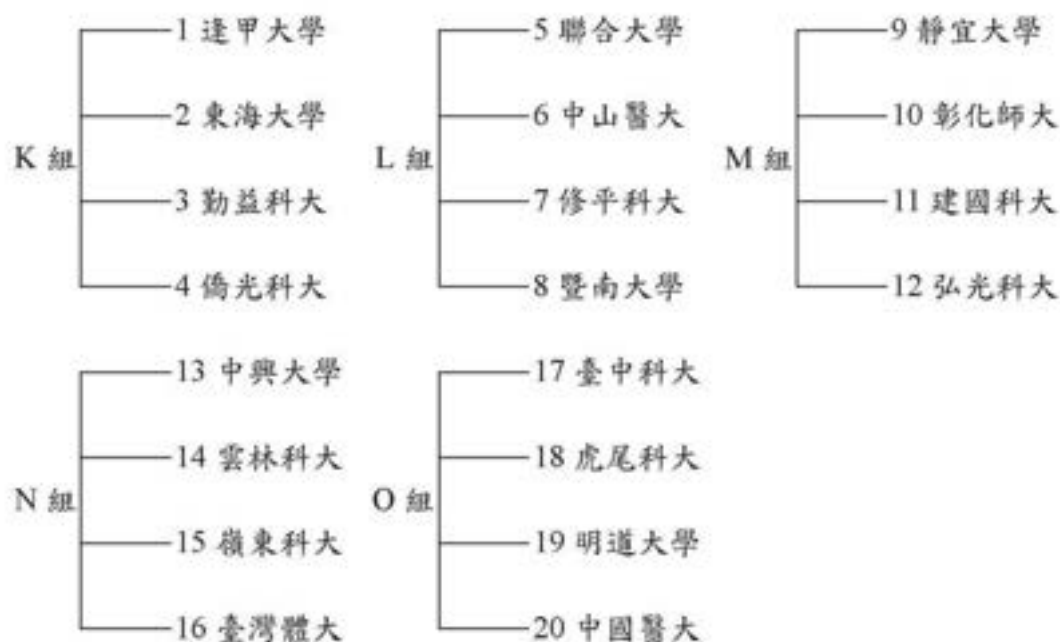 1 逢甲大學
2 東海大學
K 組
3 勤益科大
4 僑光科大
5 聯合大學
6 中山醫大
L 組
7 修平科大
8 暨南大學
9 靜宜大學
10 彰化師大
M 組
11 建國科大
12 弘光科大
13 中興大學
14 雲林科大
N 組
15 嶺東科大
16 臺灣體大
17 臺中科大
18 虎尾科大
O 組
19 明道大學
20 中國醫大